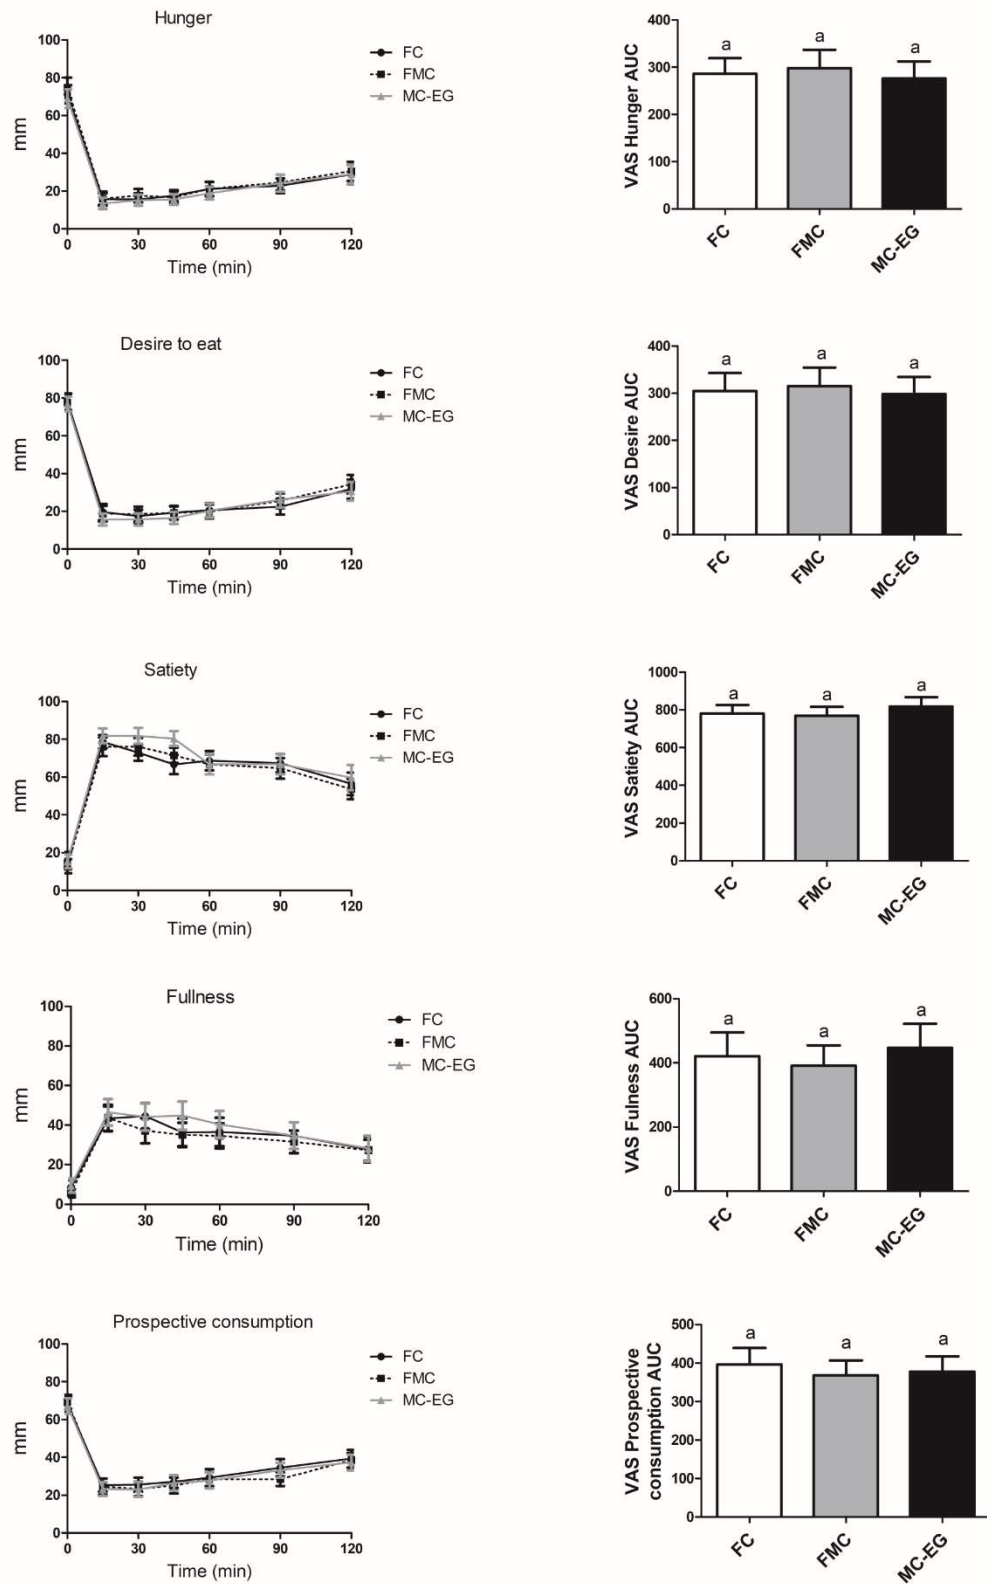 Hunger
100
80
60
40
20
0
mm
0 30 60 90 120
Time (min)
FC
FMC
MC-EG
VAS Hunger AUC
400
300
200
100
0
a a a
FC FMC MC-EG
Desire to eat
100
80
60
40
20
0
mm
0 30 60 90 120
Time (min)
FC
FMC
MC-EG
VAS Desire AUC
400
300
200
100
0
a a a
FC FMC MC-EG
Satiety
100
80
60
40
20
0
mm
0 30 60 90 120
Time (min)
FC
FMC
MC-EG
VAS Satiety AUC
1000
800
600
400
200
0
a a a
FC FMC MC-EG
Fullness
100
80
60
40
20
0
mm
0 30 60 90 120
Time (min)
FC
FMC
MC-EG
VAS Fulness AUC
600
400
200
0
a a a
FC FMC MC-EG
Prospective consumption
100
80
60
40
20
0
mm
0 30 60 90 120
Time (min)
FC
FMC
MC-EG
VAS Prospective
consumption AUC
500
400
300
200
100
0
a a a
FC FMC MC-EG